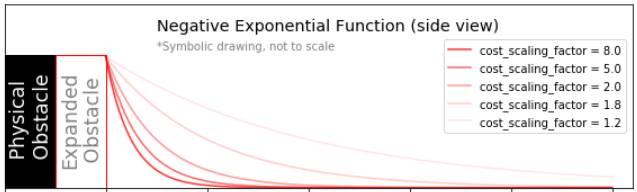 Negative Exponential Function (side view)
*Symbolic drawing, not to scale
Physical
Obstacle
Expanded
Obstacle
cost_scaling_factor = 8.0
cost_scaling_factor = 5.0
cost_scaling_factor = 2.0
cost_scaling_factor = 1.8
cost_scaling_factor = 1.2